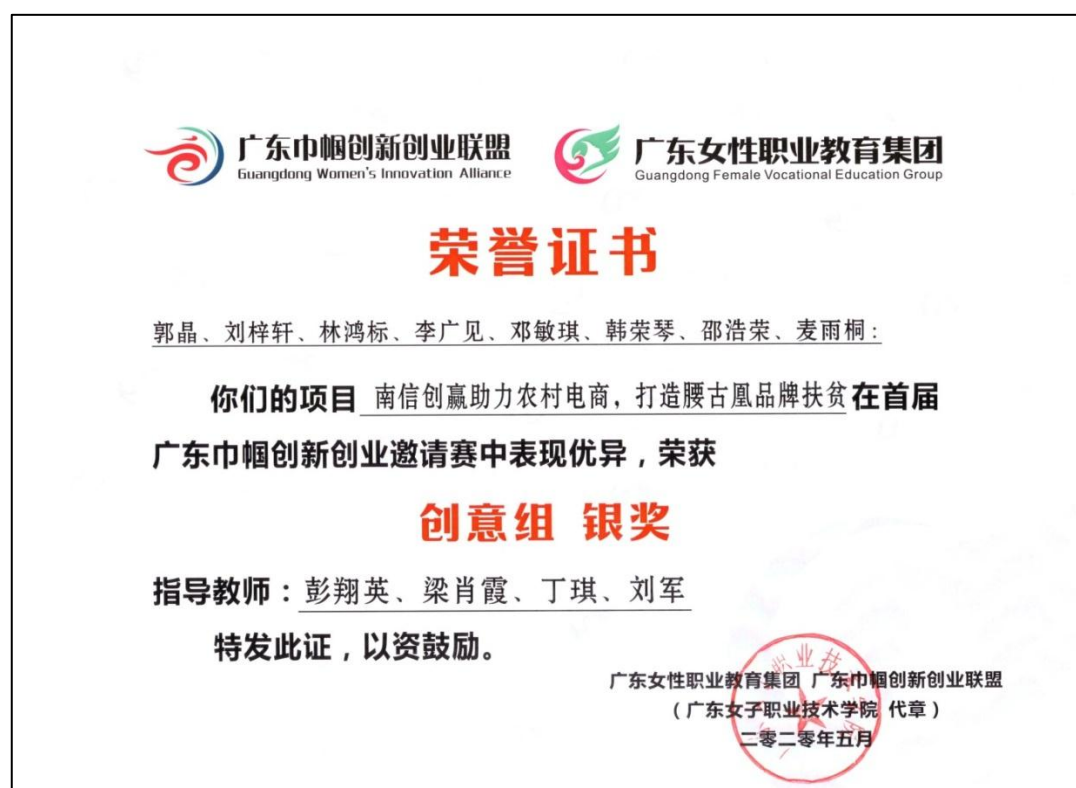 广东巾帼创新创业联盟
Guangdong Women's Innovation Alliance
广东女性职业教育集团
Guangdong Female Vocational Education Group
荣誉证书
郭晶、刘梓轩、林鸿标、李广见、邓敏琪、韩荣琴、邵浩荣、麦雨桐：
你们的项目 南信创赢助力农村电商，打造腰古凰品牌扶贫 在首届
广东巾帼创新创业邀请赛中表现优异，荣获
创意组 银奖
指导教师：彭翔英、梁肖霞、丁琪、刘军
特发此证，以资鼓励。
广东女性职业教育集团 广东巾帼创新创业联盟
（广东女子职业技术学院 代章）
二零二零年五月